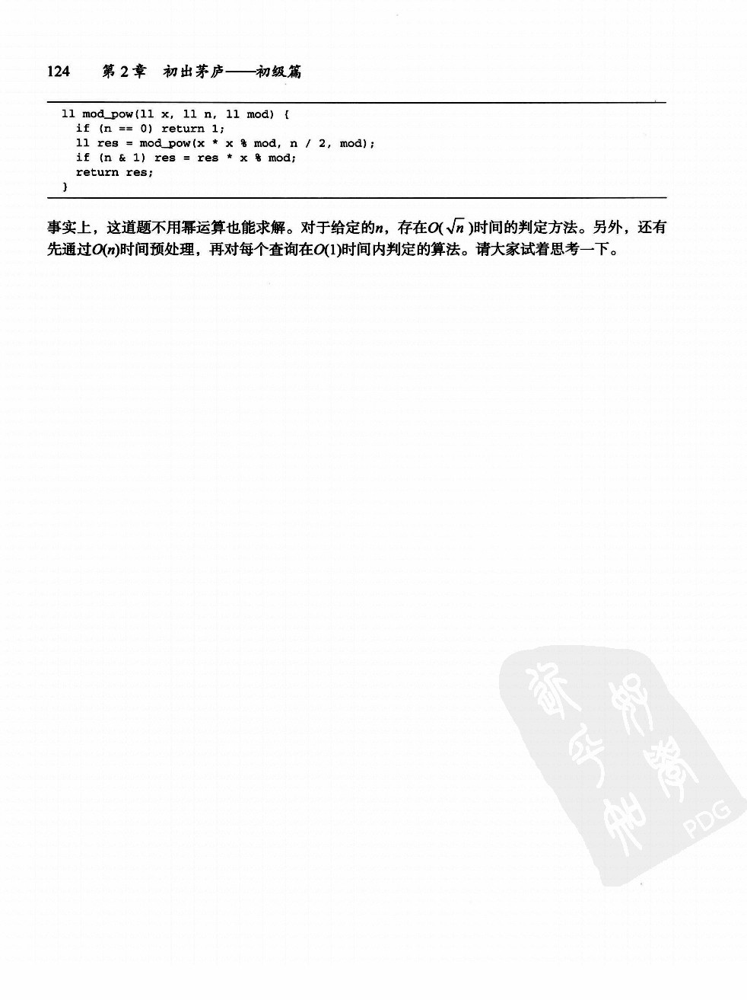 124 第2章 初出茅庐——初级篇
ll mod_pow(ll x, ll n, ll mod) {
if (n == 0) return 1;
ll res = mod_pow(x * x % mod, n / 2, mod);
if (n & 1) res = res * x % mod;
return res;
}
事实上，这道题不用幂运算也能求解。对于给定的n，存在O(√n)时间的判定方法。另外，还有
先通过O(n)时间预处理，再对每个查询在O(1)时间内判定的算法。请大家试着思考一下。
PDG